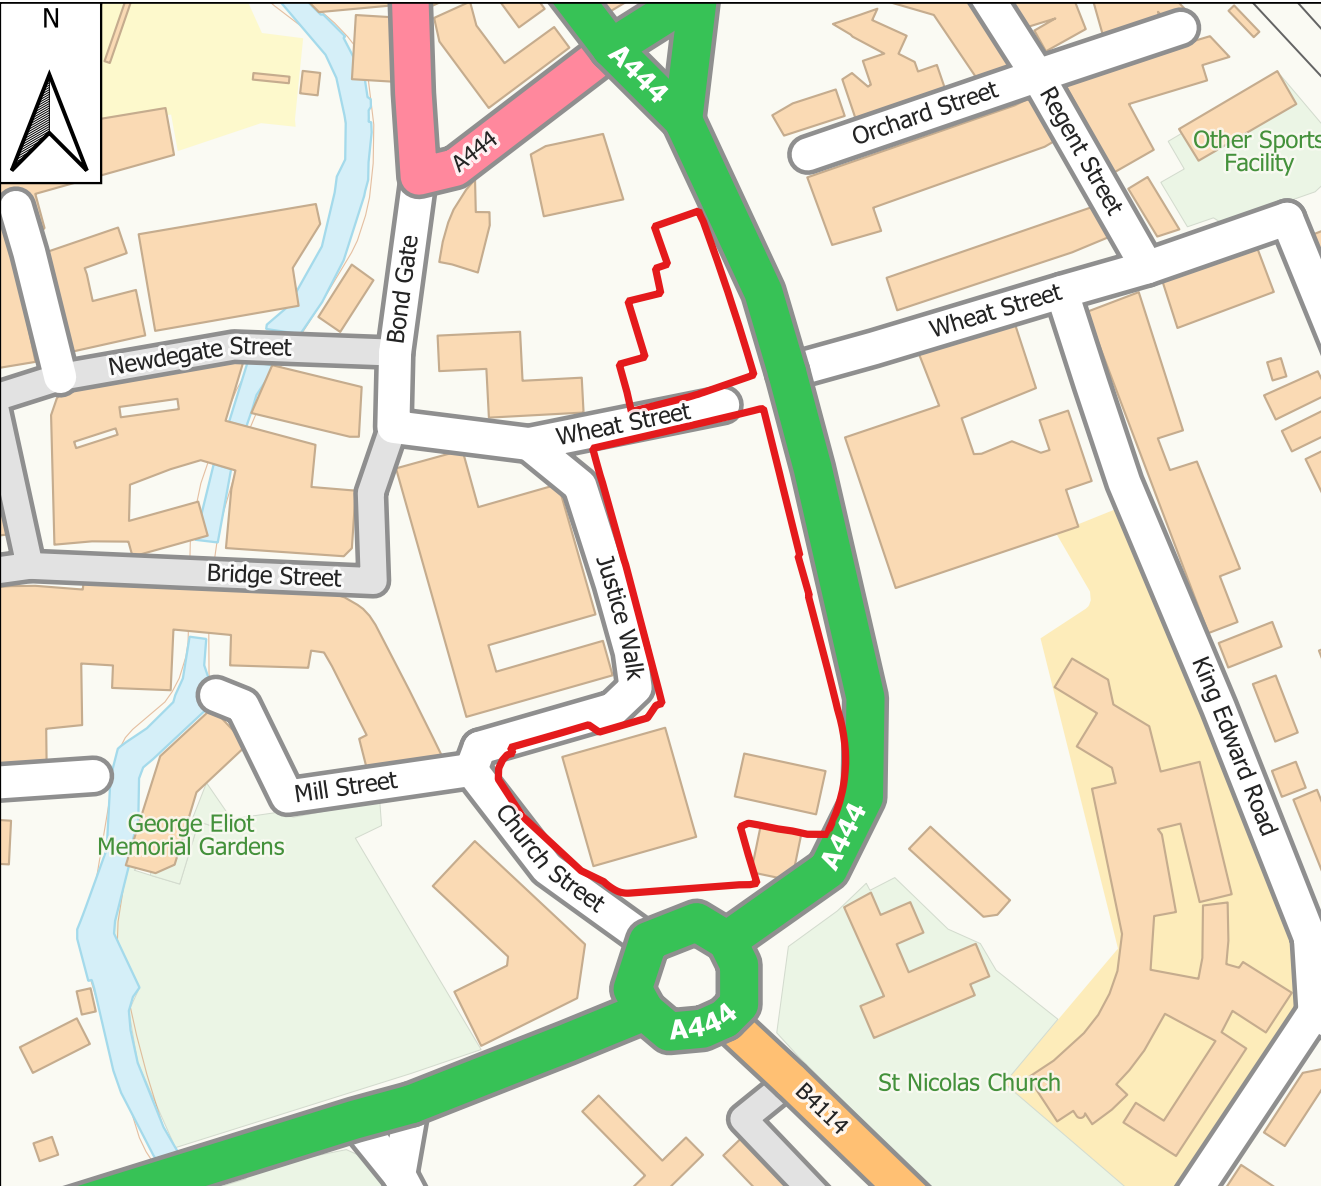 N
A444
A444
Orchard Street
Regent Street
Other Sports
Facility
Bond Gate
Wheat Street
Newdegate Street
Wheat Street
Bridge Street
Justice Walk
King Edward Road
Mill Street
George Eliot
Memorial Gardens
Church Street
A444
A444
St Nicolas Church
B4114